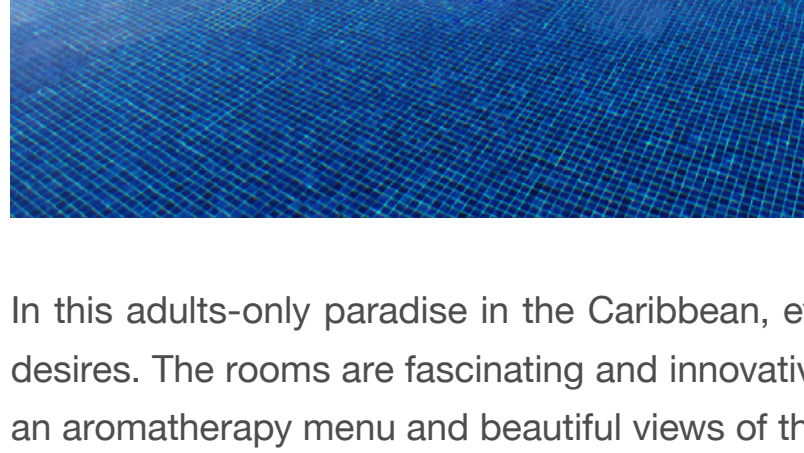 In this adults-only paradise in the Caribbean,
desires. The rooms are fascinating and
an aromatherapy menu and beautiful views of